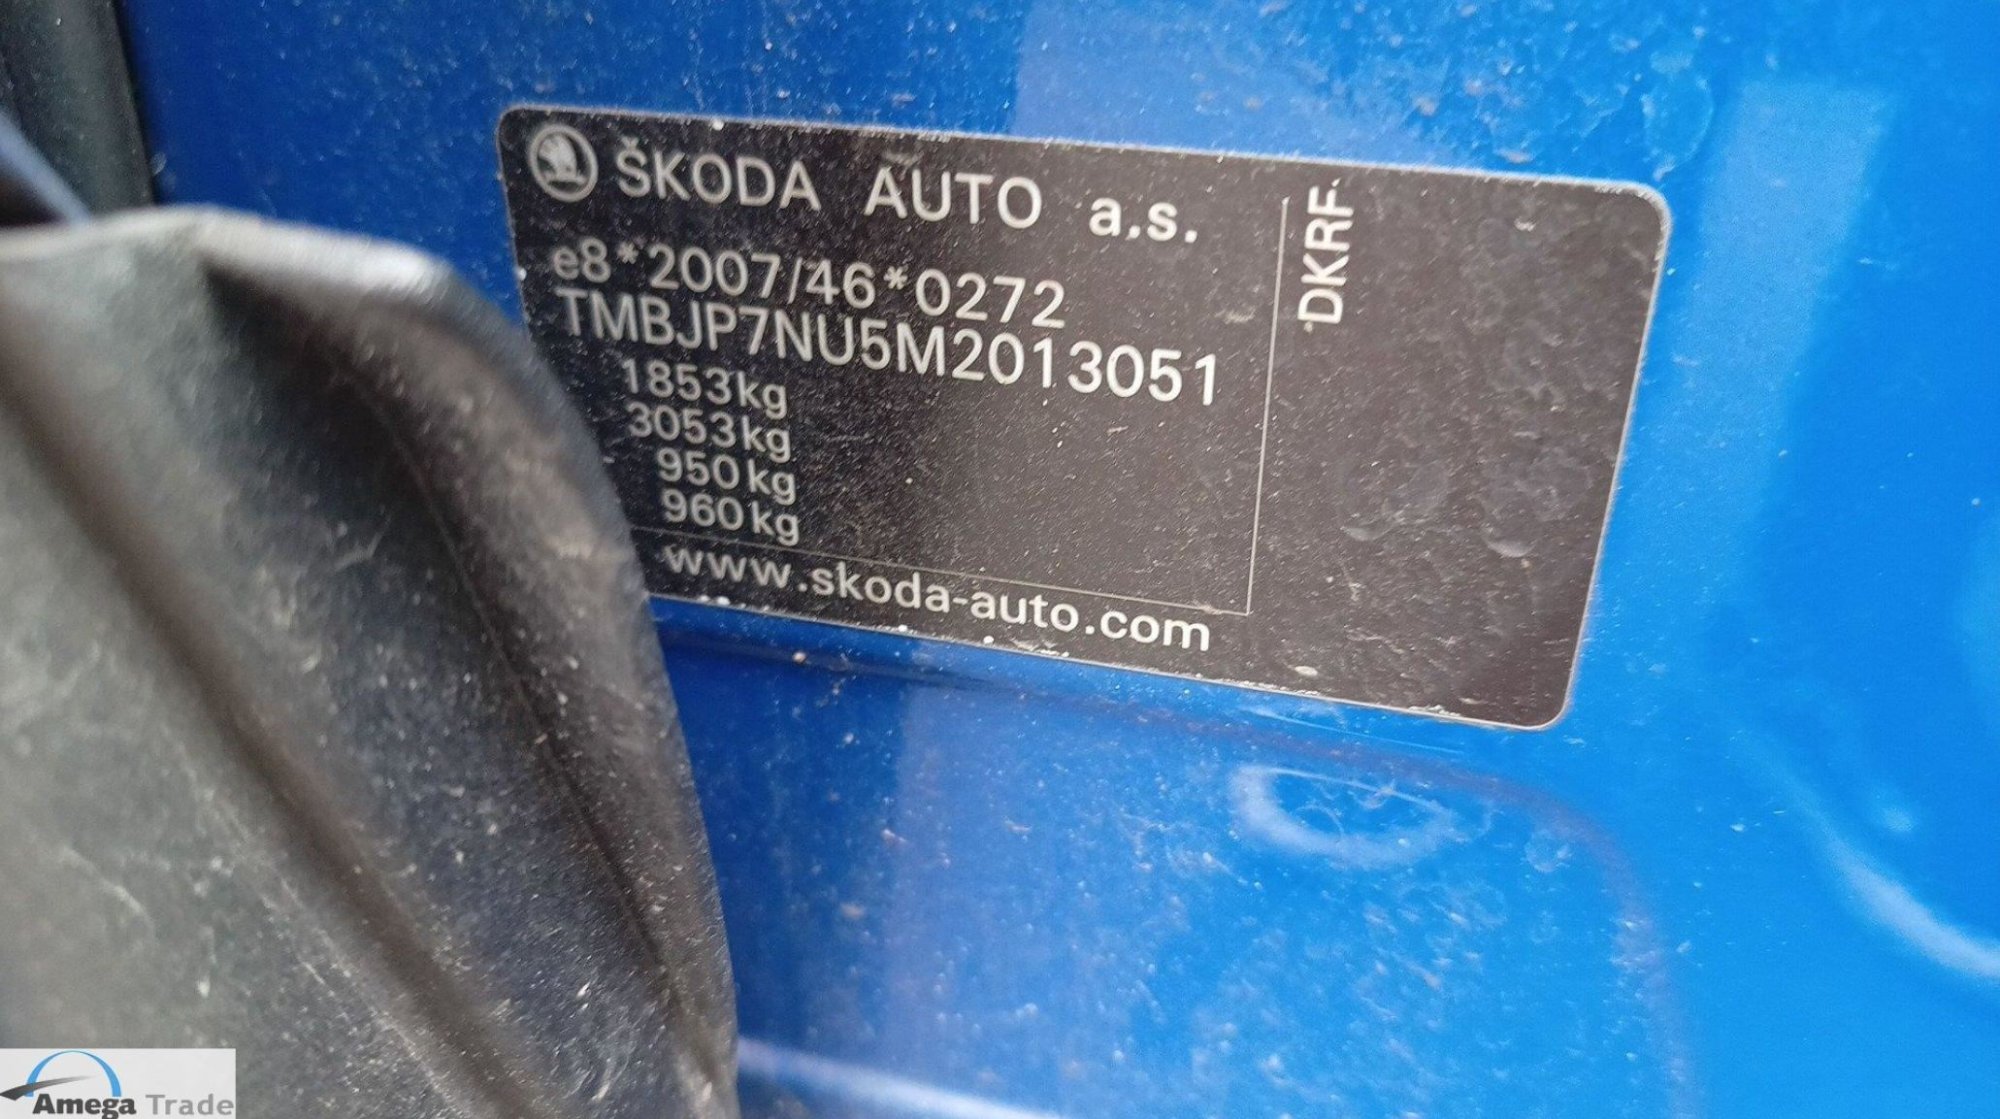 ŠKODA AUTO a.s.
e8*2007/46*0272
TMBJP7NU5M2013051
1853kg
3053kg
950kg
960kg
www.skoda-auto.com
DKRF
Amega Trade